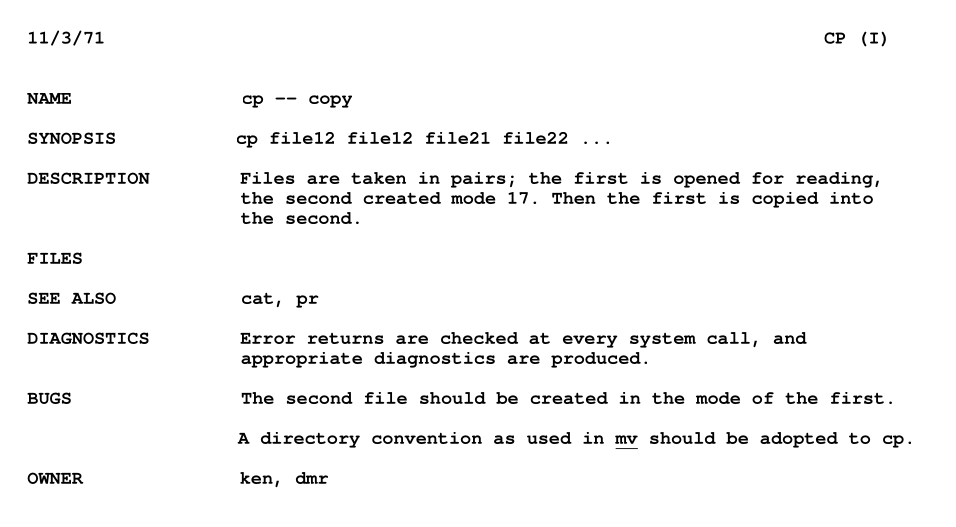 11/3/71 CP (I)
NAME cp -- copy
SYNOPSIS cp file12 file12 file21 file22 ...
DESCRIPTION Files are taken in pairs; the first is opened for reading,
the second created mode 17. Then the first is copied into
the second.
FILES
SEE ALSO cat, pr
DIAGNOSTICS Error returns are checked at every system call, and
appropriate diagnostics are produced.
BUGS The second file should be created in the mode of the first.
A directory convention as used in mv should be adopted to cp.
OWNER ken, dmr